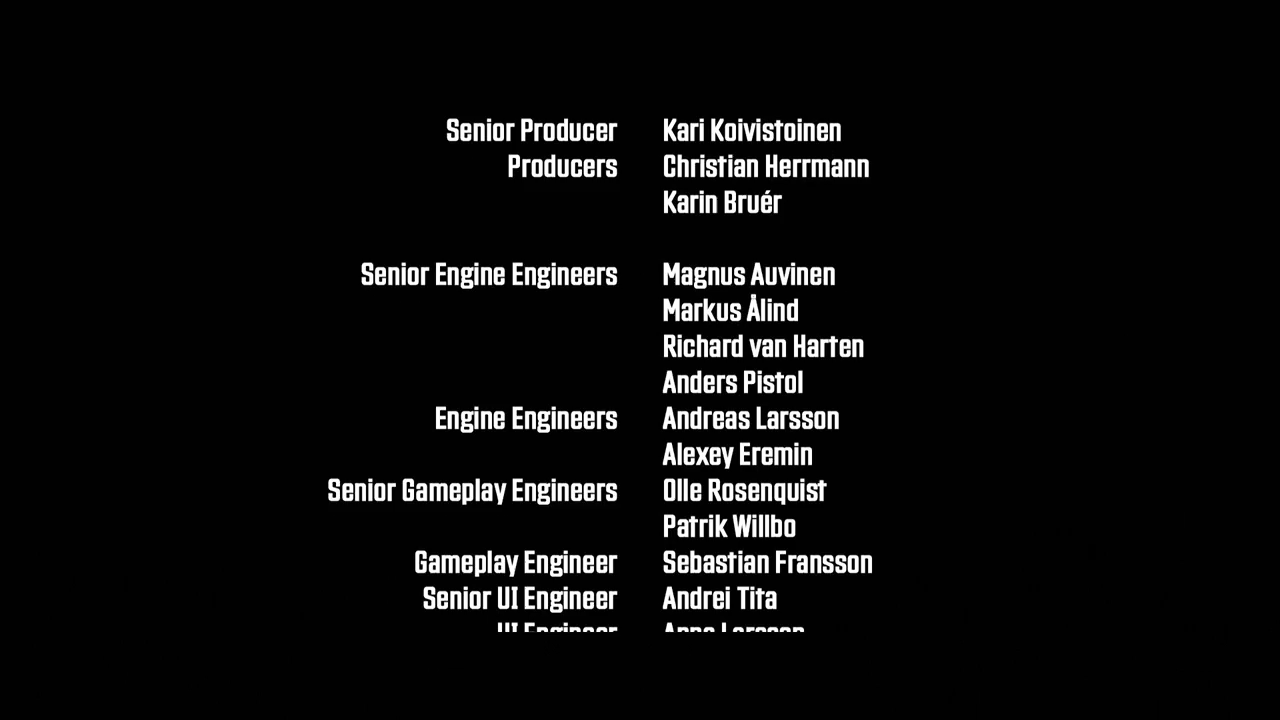 Senior Producer Kari Koivistoinen
Producers Christian Herrmann
Karin Bruér
Senior Engine Engineers Magnus Auvinen
Markus Ålind
Richard van Harten
Anders Pistol
Engine Engineers Andreas Larsson
Alexey Eremin
Senior Gameplay Engineers Olle Rosenquist
Patrik Willbo
Gameplay Engineer Sebastian Fransson
Senior UI Engineer Andrei Tita
UI Engineer Larsson